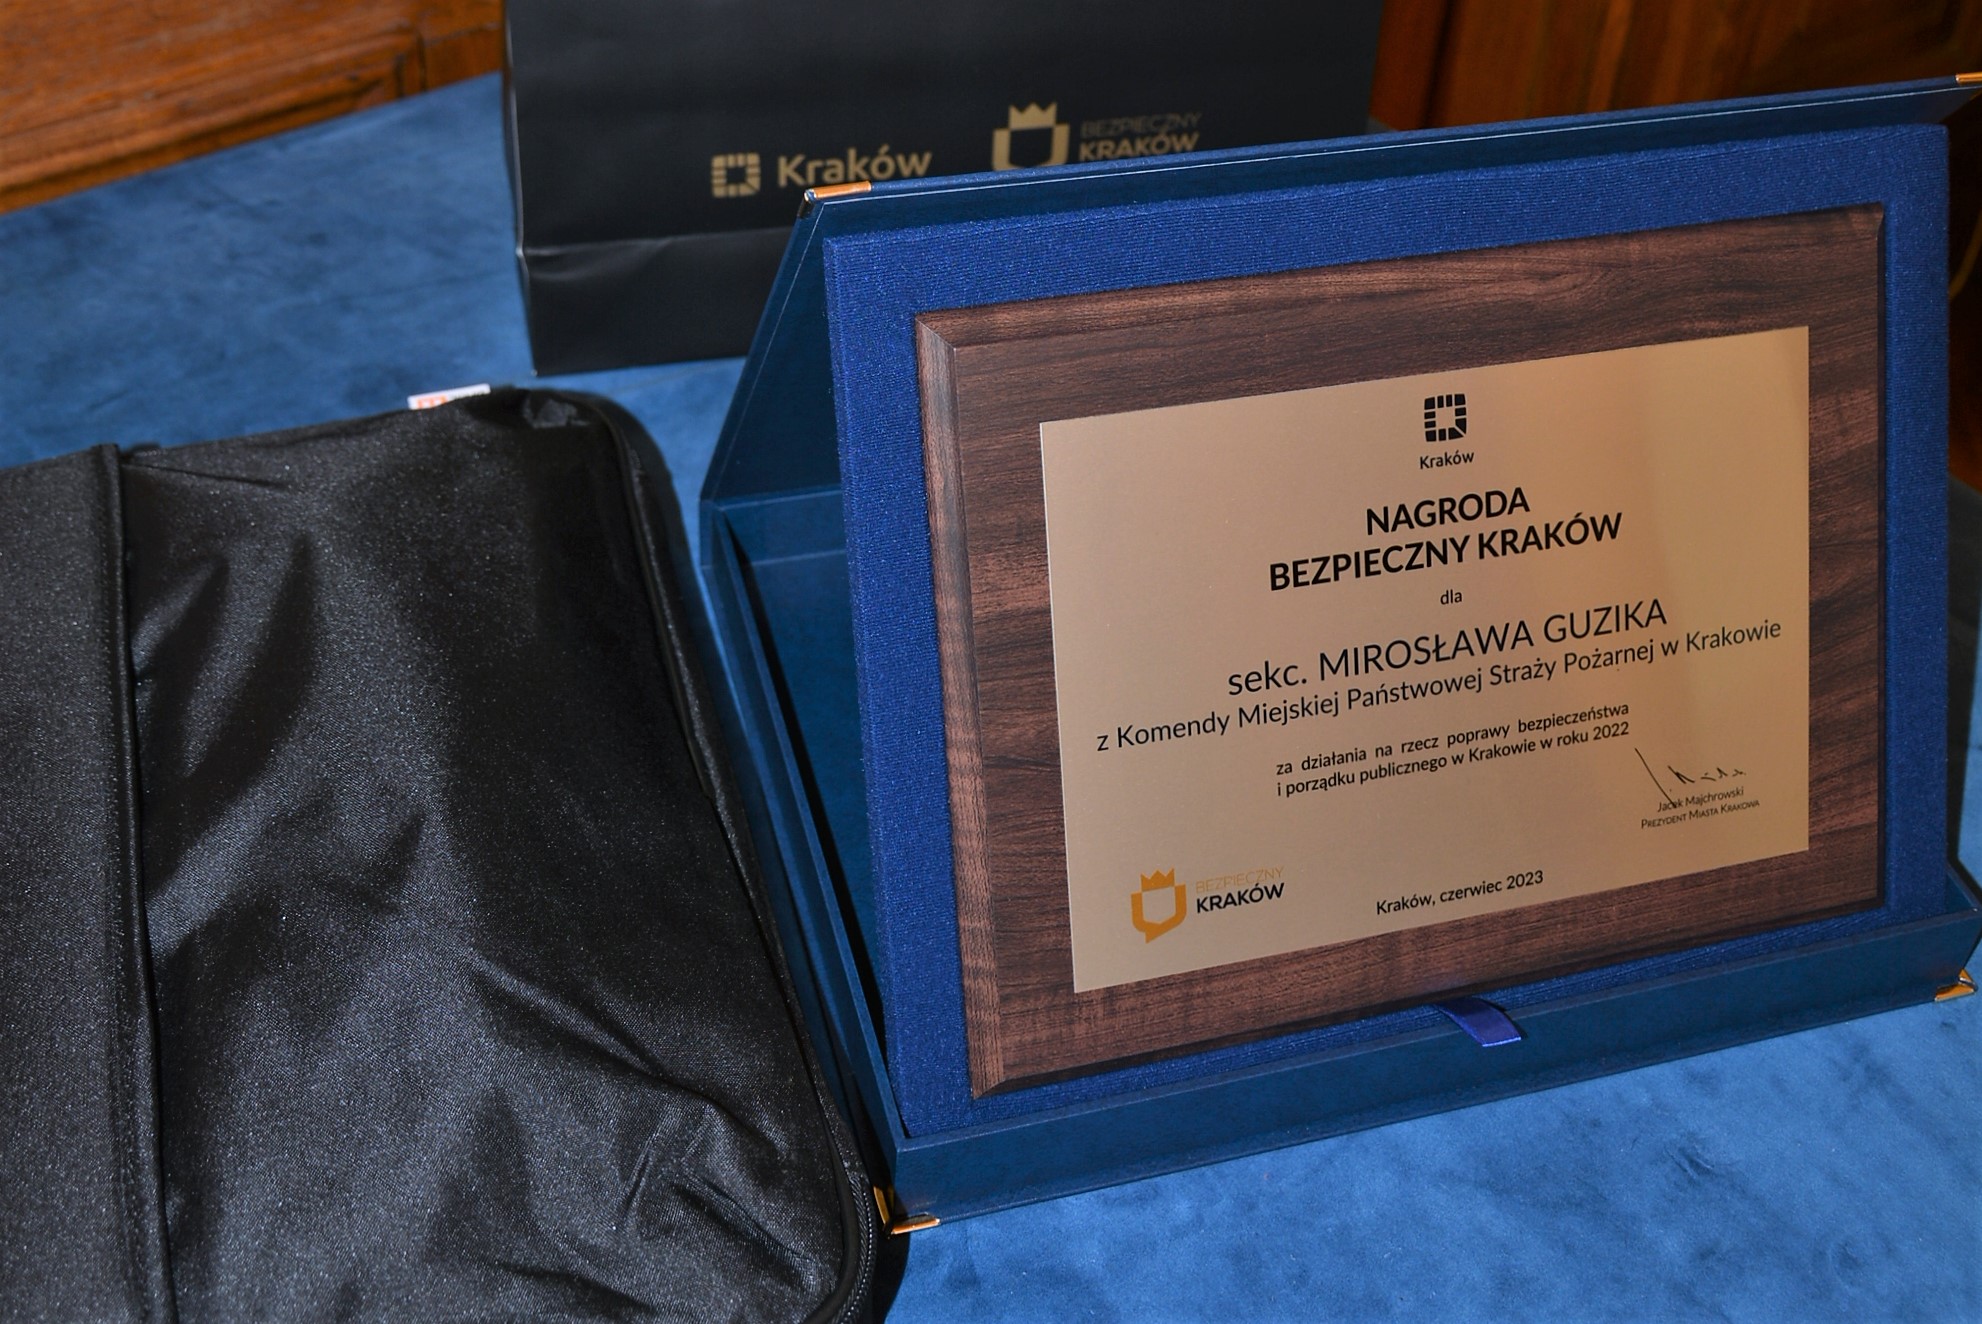 Kraków
BEZPIECZNY
KRAKÓW
Kraków
NAGRODA
BEZPIECZNY KRAKÓW
dla
sekc. MIROSŁAWA GUZIKA
z Komendy Miejskiej Państwowej Straży Pożarnej w Krakowie
za działania na rzecz poprawy bezpieczeństwa
i porządku publicznego w Krakowie w roku 2022
Jacek Majchrowski
PREZYDENT MIASTA KRAKOWA
BEZPIECZNY
KRAKÓW
Kraków, czerwiec 2023